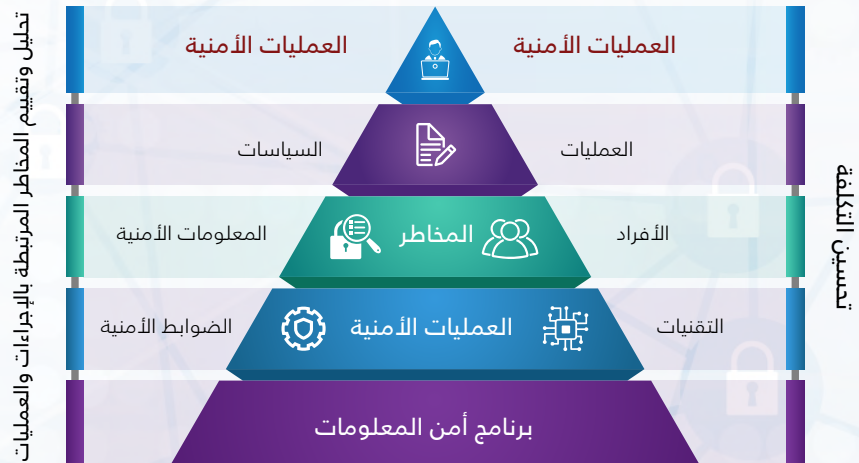 العمليات الأمنية العمليات الأمنية
العمليات السياسات
الأفراد المخاطر المعلومات الأمنية
التقنيات العمليات الأمنية الضوابط الأمنية
برنامج أمن المعلومات
تحسين التكلفة
تحليل وتقييم المخاطر المرتبطة بالإجراءات والعمليات